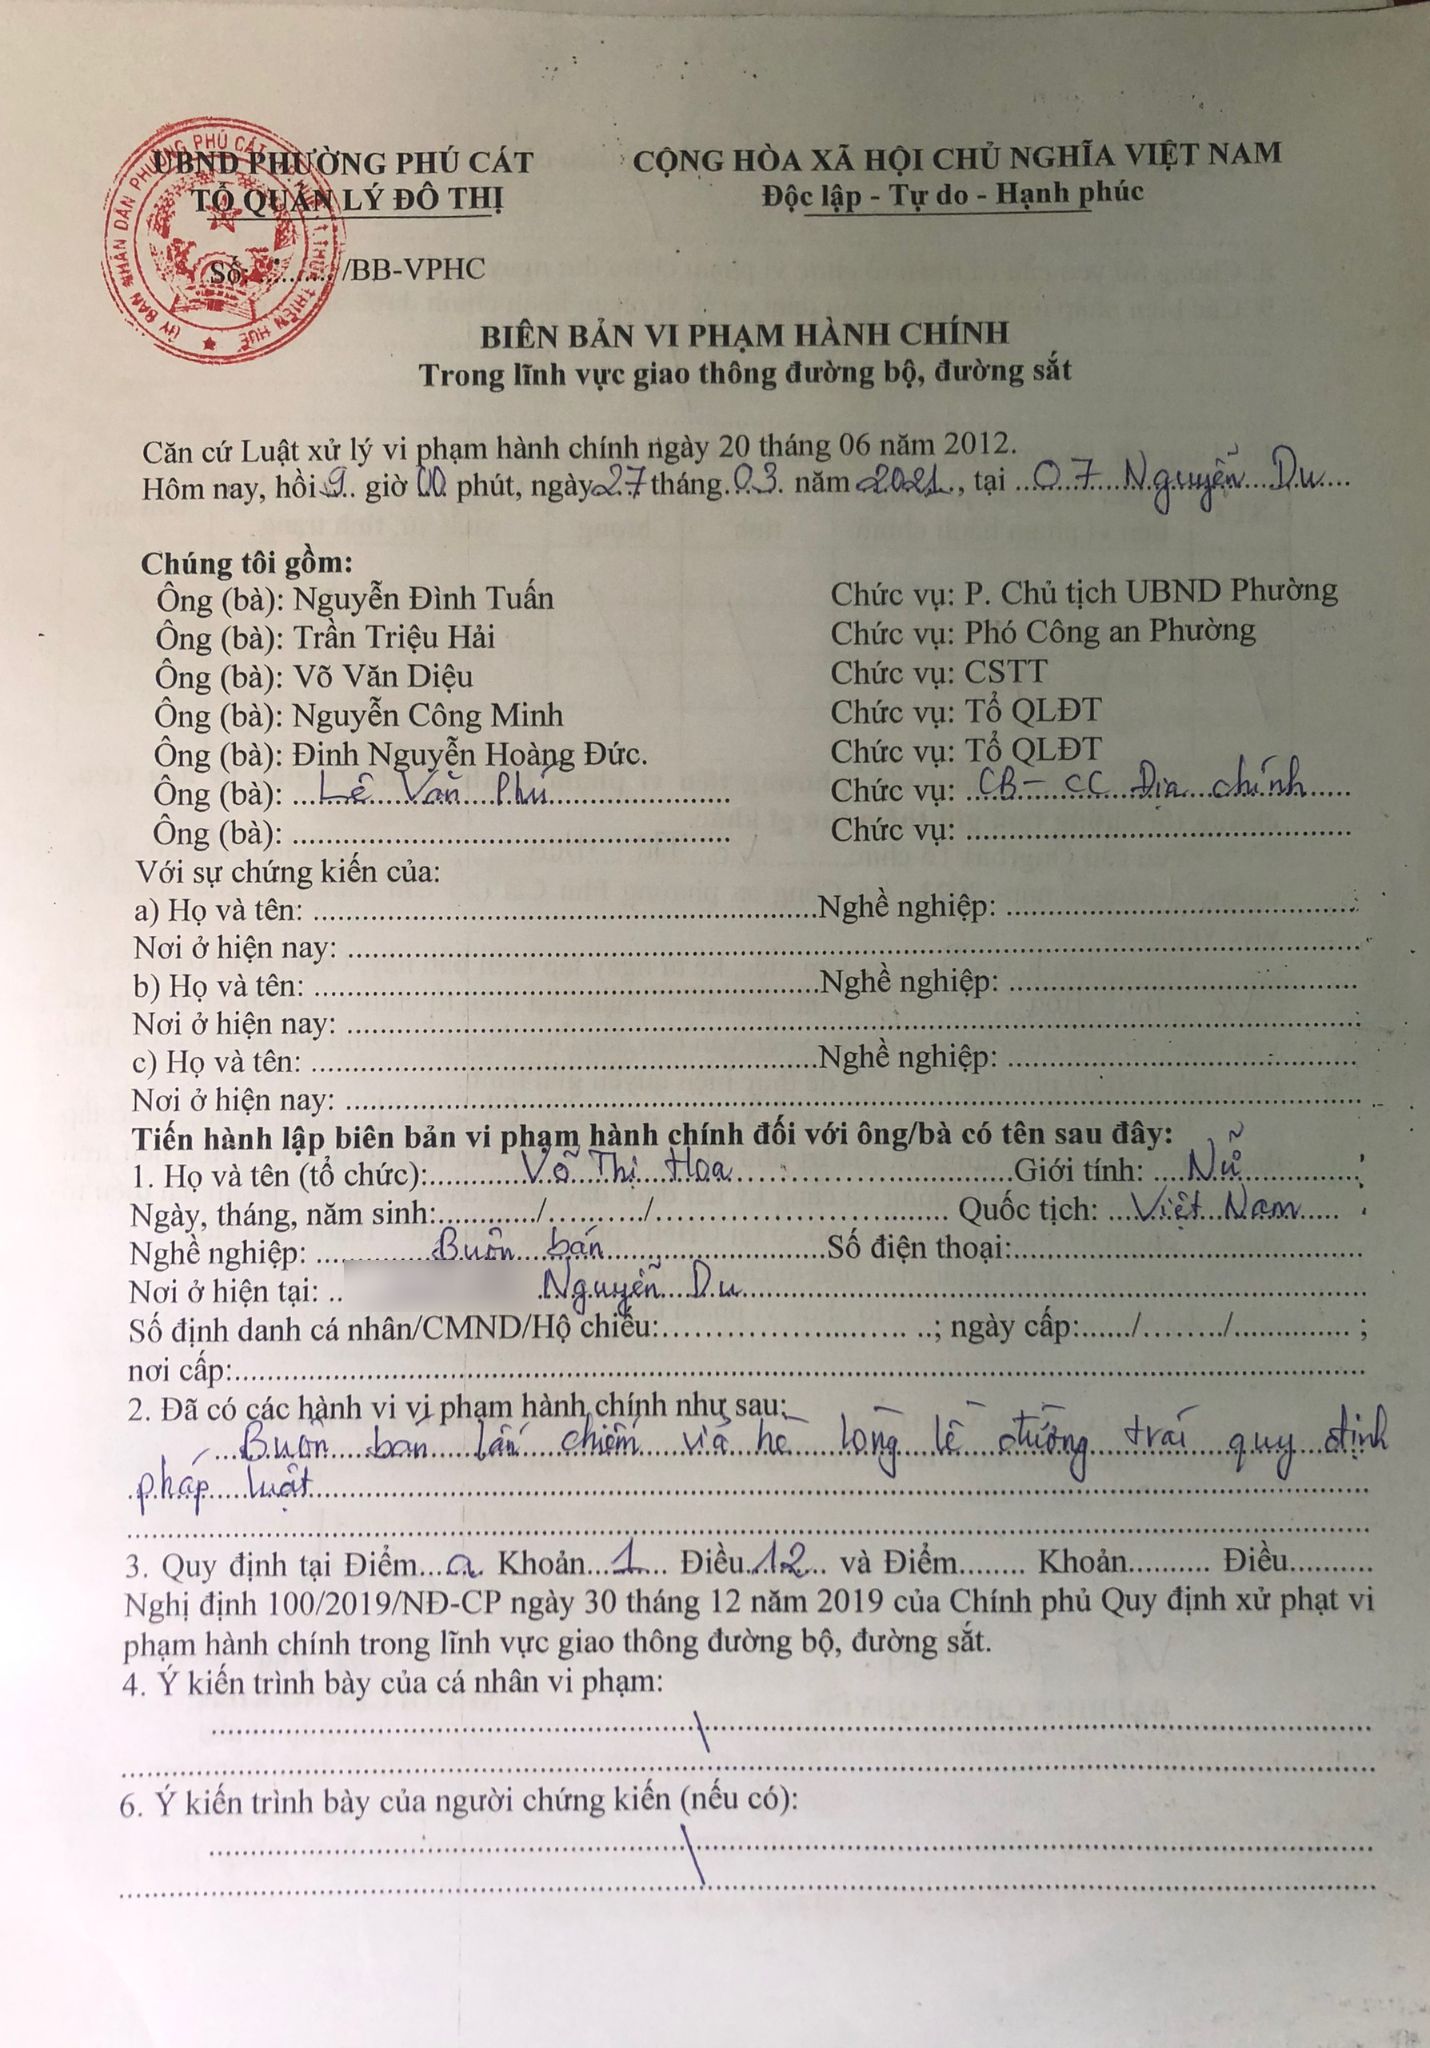 UBND PHƯỜNG PHÚ CÁT
TỔ QUẢN LÝ ĐÔ THỊ
CỘNG HÒA XÃ HỘI CHỦ NGHĨA VIỆT NAM
Độc lập - Tự do - Hạnh phúc
ỦY BAN NHÂN DÂN PHƯỜNG PHÚ CÁT THỪA THIÊN HUẾ
Số: .......... /BB-VPHC
BIÊN BẢN VI PHẠM HÀNH CHÍNH
Trong lĩnh vực giao thông đường bộ, đường sắt
Căn cứ Luật xử lý vi phạm hành chính ngày 20 tháng 06 năm 2012.
Hôm nay, hồi 9 giờ 00 phút, ngày 27 tháng 03 năm 2021, tại 07 Nguyễn Du
Chúng tôi gồm:
Ông (bà): Nguyễn Đình Tuấn Chức vụ: P. Chủ tịch UBND Phường
Ông (bà): Trần Triệu Hải Chức vụ: Phó Công an Phường
Ông (bà): Võ Văn Diệu Chức vụ: CSTT
Ông (bà): Nguyễn Công Minh Chức vụ: Tổ QLĐT
Ông (bà): Đinh Nguyễn Hoàng Đức. Chức vụ: Tổ QLĐT
Ông (bà): Lê Văn Phú Chức vụ: CB - CC Địa chính
Ông (bà): .......... Chức vụ: ..........
Với sự chứng kiến của:
a) Họ và tên: .......... Nghề nghiệp: ..........
Nơi ở hiện nay: ..........
b) Họ và tên: .......... Nghề nghiệp: ..........
Nơi ở hiện nay: ..........
c) Họ và tên: .......... Nghề nghiệp: ..........
Nơi ở hiện nay: ..........
Tiến hành lập biên bản vi phạm hành chính đối với ông/bà có tên sau đây:
1. Họ và tên (tổ chức): Võ Thị Hoa Giới tính: Nữ ;
Ngày, tháng, năm sinh: ........../........../.......... Quốc tịch: Việt Nam ;
Nghề nghiệp: Buôn bán Số điện thoại: ..........
Nơi ở hiện tại: .. Nguyễn Du
Số định danh cá nhân/CMND/Hộ chiếu: ..........; ngày cấp:....../......../.......... ;
nơi cấp: ..........
2. Đã có các hành vi vi phạm hành chính như sau:
Buôn bán lấn chiếm vỉa hè lòng lề đường trái quy định
pháp luật
3. Quy định tại Điểm a Khoản 1 Điều 12 và Điểm........ Khoản.......... Điều..........
Nghị định 100/2019/NĐ-CP ngày 30 tháng 12 năm 2019 của Chính phủ Quy định xử phạt vi
phạm hành chính trong lĩnh vực giao thông đường bộ, đường sắt.
4. Ý kiến trình bày của cá nhân vi phạm:
6. Ý kiến trình bày của người chứng kiến (nếu có):